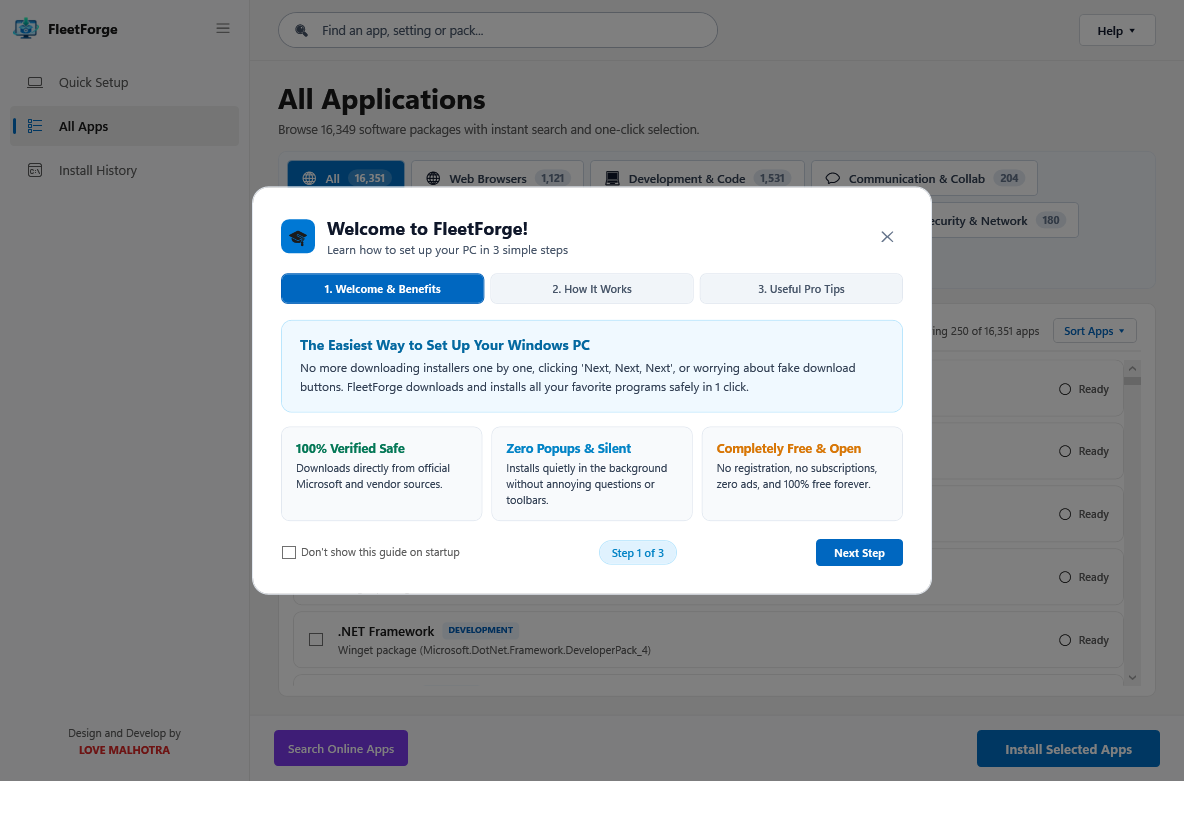 FleetForge
Find an app, setting or pack...
Help
Quick Setup
All Apps
Install History
All Applications
Browse 16,349 software packages with instant search and one-click selection.
All 16,351
Web Browsers 1,121
Development & Code 1,531
Communication & Collab 204
Security & Network 180
Welcome to FleetForge!
Learn how to set up your PC in 3 simple steps
1. Welcome & Benefits
2. How It Works
3. Useful Pro Tips
250 of 16,351 apps
Sort Apps
The Easiest Way to Set Up Your Windows PC
No more downloading installers one by one, clicking 'Next, Next, Next', or worrying about fake download
buttons. FleetForge downloads and installs all your favorite programs safely in 1 click.
100% Verified Safe
Downloads directly from official
Microsoft and vendor sources.
Zero Popups & Silent
Installs quietly in the background
without annoying questions or
toolbars.
Completely Free & Open
No registration, no subscriptions,
zero ads, and 100% free forever.
Don't show this guide on startup
Step 1 of 3
Next Step
Ready
Ready
Ready
Ready
.NET Framework DEVELOPMENT
Winget package (Microsoft.DotNet.Framework.DeveloperPack_4)
Ready
Design and Develop by
LOVE MALHOTRA
Search Online Apps
Install Selected Apps